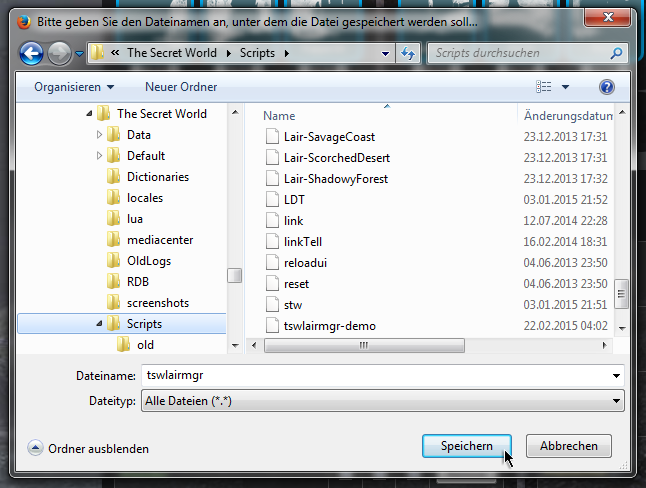 Bitte geben Sie den Dateinamen an, unter dem die Datei gespeichert werden soll...
« The Secret World Scripts Scripts durchsuchen
Organisieren Neuer Ordner
The Secret World
Data
Default
Dictionaries
locales
lua
mediacenter
OldLogs
RDB
screenshots
Scripts
old
Name Änderungsdatum
Lair-SavageCoast 23.12.2013 17:31
Lair-ScorchedDesert 23.12.2013 17:31
Lair-ShadowyForest 23.12.2013 17:32
LDT 03.01.2015 21:52
link 12.07.2014 22:28
linkTell 16.02.2014 18:31
reloadui 04.06.2013 23:50
reset 04.06.2013 23:50
stw 03.01.2015 21:51
tswlairmgr-demo 22.02.2015 04:02
Dateiname: tswlairmgr
Dateityp: Alle Dateien (*.*)
Ordner ausblenden Speichern Abbrechen